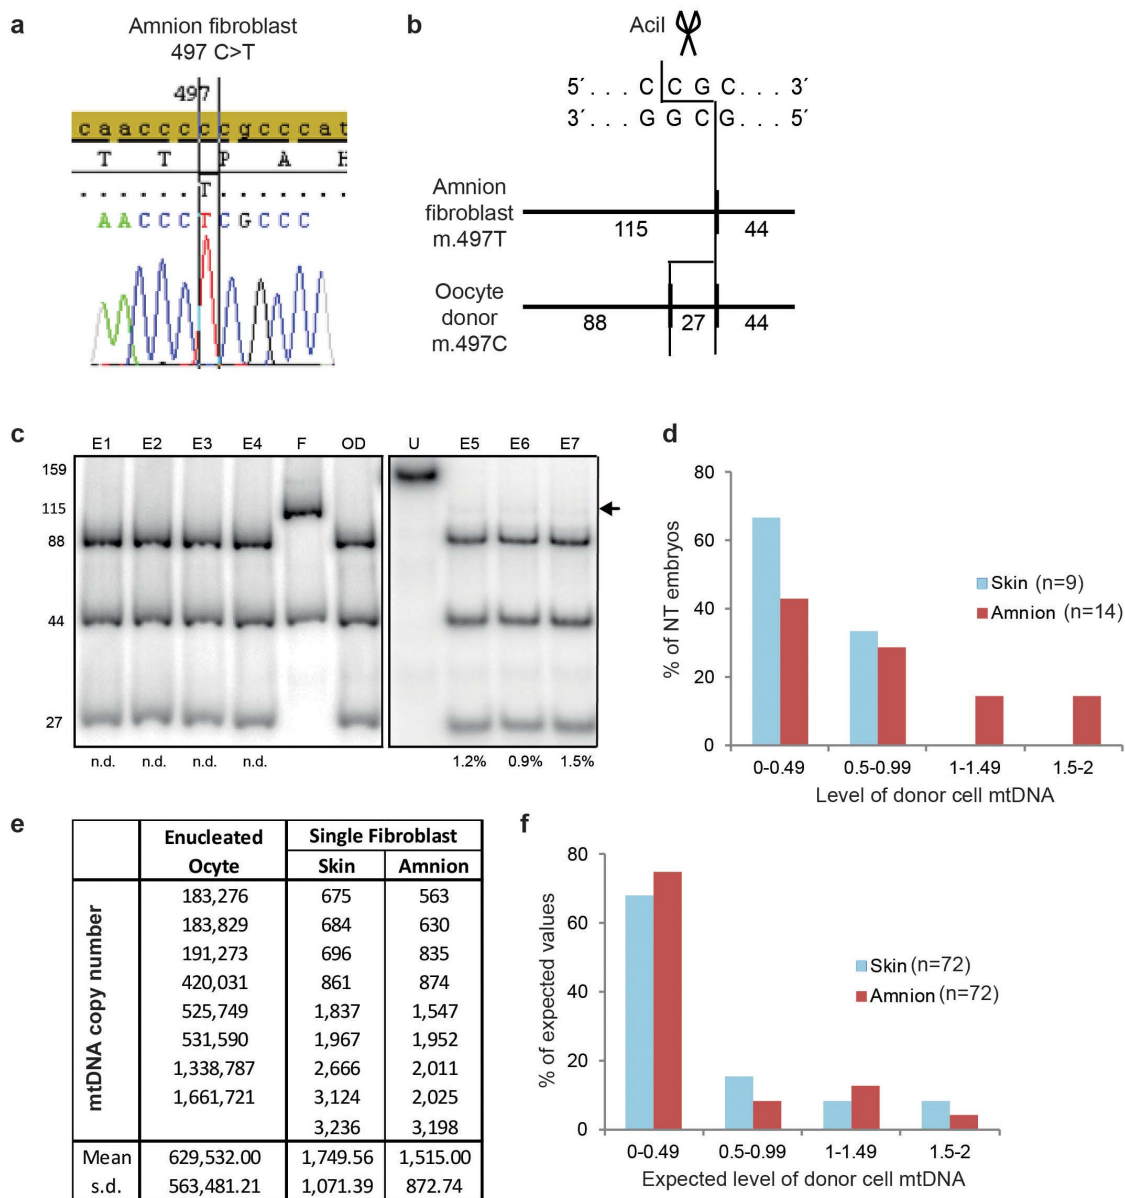 a
Amnion fibroblast
497 C>T
497
c a a c c c c c g c c c a t
T T P A H
. . . . . . T . . . . . . .
A A C C C T C G C C C
b
AciI
5´ . . . C C G C . . . 3´
3´ . . . G G C G . . . 5´
Amnion
fibroblast
m.497T
115 44
Oocyte
donor
m.497C
88 27 44
c
E1 E2 E3 E4 F OD U E5 E6 E7
159
115
88
44
27
n.d. n.d. n.d. n.d. 1.2% 0.9% 1.5%
d
% of NT embryos
80
60
40
20
0
Skin (n=9)
Amnion (n=14)
0-0.49 0.5-0.99 1-1.49 1.5-2
Level of donor cell mtDNA
e
Enucleated Single Fibroblast
Ocyte Skin Amnion
mtDNA copy number
183,276 675 563
183,829 684 630
191,273 696 835
420,031 861 874
525,749 1,837 1,547
531,590 1,967 1,952
1,338,787 2,666 2,011
1,661,721 3,124 2,025
3,236 3,198
Mean 629,532.00 1,749.56 1,515.00
s.d. 563,481.21 1,071.39 872.74
f
% of expected values
80
60
40
20
0
Skin (n=72)
Amnion (n=72)
0-0.49 0.5-0.99 1-1.49 1.5-2
Expected level of donor cell mtDNA